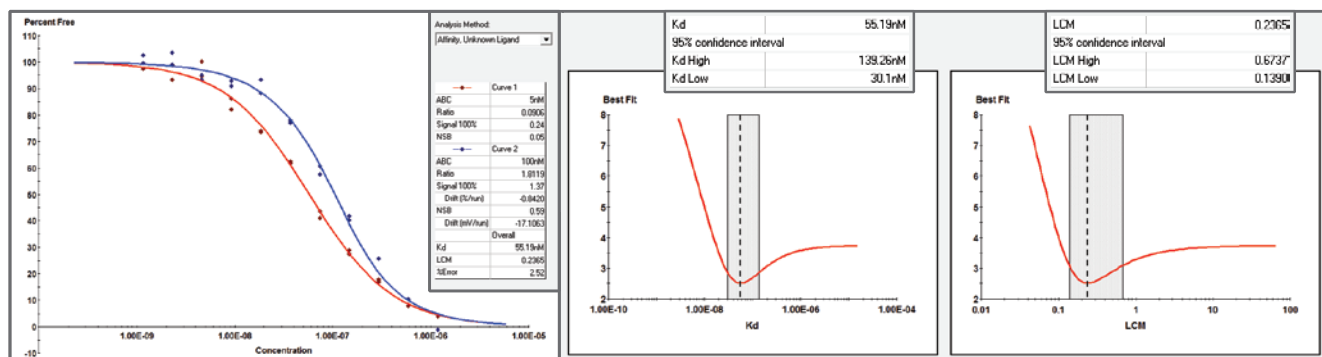 Percent Free
110
100
90
80
70
60
50
40
30
20
10
0
-10
1.00E-09
1.00E-08
1.00E-07
1.00E-06
1.00E-05
Concentration
Analysis Method:
Affinity, Unknown Ligand
Curve 1
ABC 5nM
Ratio 0.0906
Signal 100% 0.24
NSB 0.05
Curve 2
ABC 100nM
Ratio 1.8119
Signal 100% 1.37
Drift (%/run) -0.8420
NSB 0.59
Drift (mV/run) -17.1063
Overall
Kd 55.19nM
LCM 0.2365
%Error 2.52
Kd 55.19nM
95% confidence interval
Kd High 139.26nM
Kd Low 30.1nM
Best Fit
8
7
6
5
4
3
2
1.00E-10
1.00E-08
1.00E-06
1.00E-04
Kd
LCM 0.2365
95% confidence interval
LCM High 0.6737
LCM Low 0.1390
Best Fit
8
7
6
5
4
3
2
0.01
0.1
1
10
100
LCM